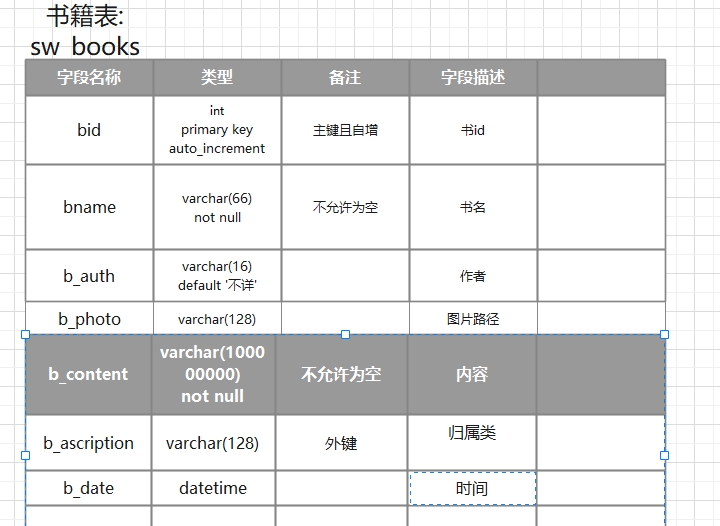 书籍表:
sw_books
字段名称 类型 备注 字段描述
bid int primary key auto_increment 主键且自增 书id
bname varchar(66) not null 不允许为空 书名
b_auth varchar(16) default '不详' 作者
b_photo varchar(128) 图片路径
b_content varchar(10000000) not null 不允许为空 内容
b_ascription varchar(128) 外键 归属类
b_date datetime 时间